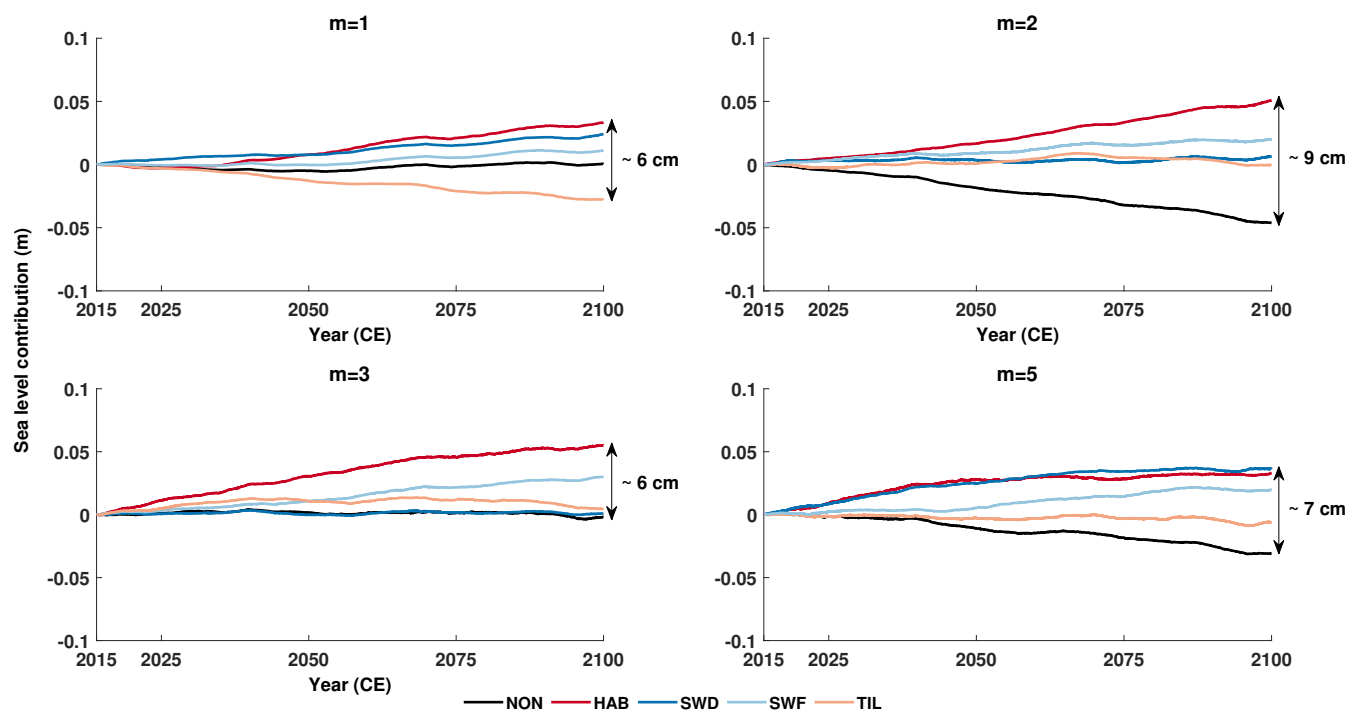 m=1
0.1
0.05
0
-0.05
-0.1
~ 6 cm
2015 2025 2050 2075 2100
Year (CE)
m=2
0.1
0.05
0
-0.05
-0.1
~ 9 cm
2015 2025 2050 2075 2100
Year (CE)
Sea level contribution (m)
m=3
0.1
0.05
0
-0.05
-0.1
~ 6 cm
2015 2025 2050 2075 2100
Year (CE)
m=5
0.1
0.05
0
-0.05
-0.1
~ 7 cm
2015 2025 2050 2075 2100
Year (CE)
NON HAB SWD SWF TIL